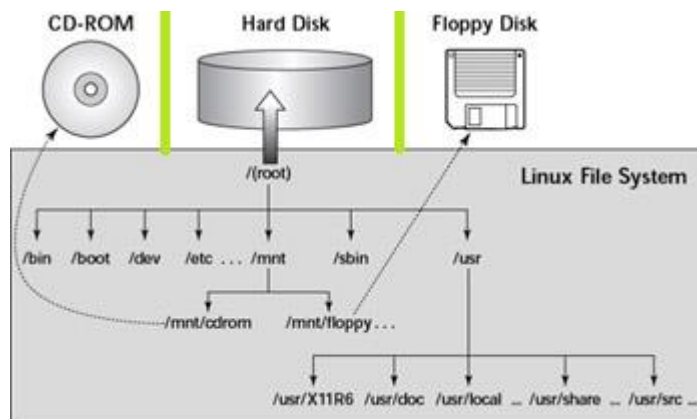 CD-ROM Hard Disk Floppy Disk
/(root)
Linux File System
/bin /boot /dev /etc ... /mnt /sbin /usr
/mnt/cdrom /mnt/floppy...
/usr/X11R6 /usr/doc /usr/local ... /usr/share ... /usr/src ...